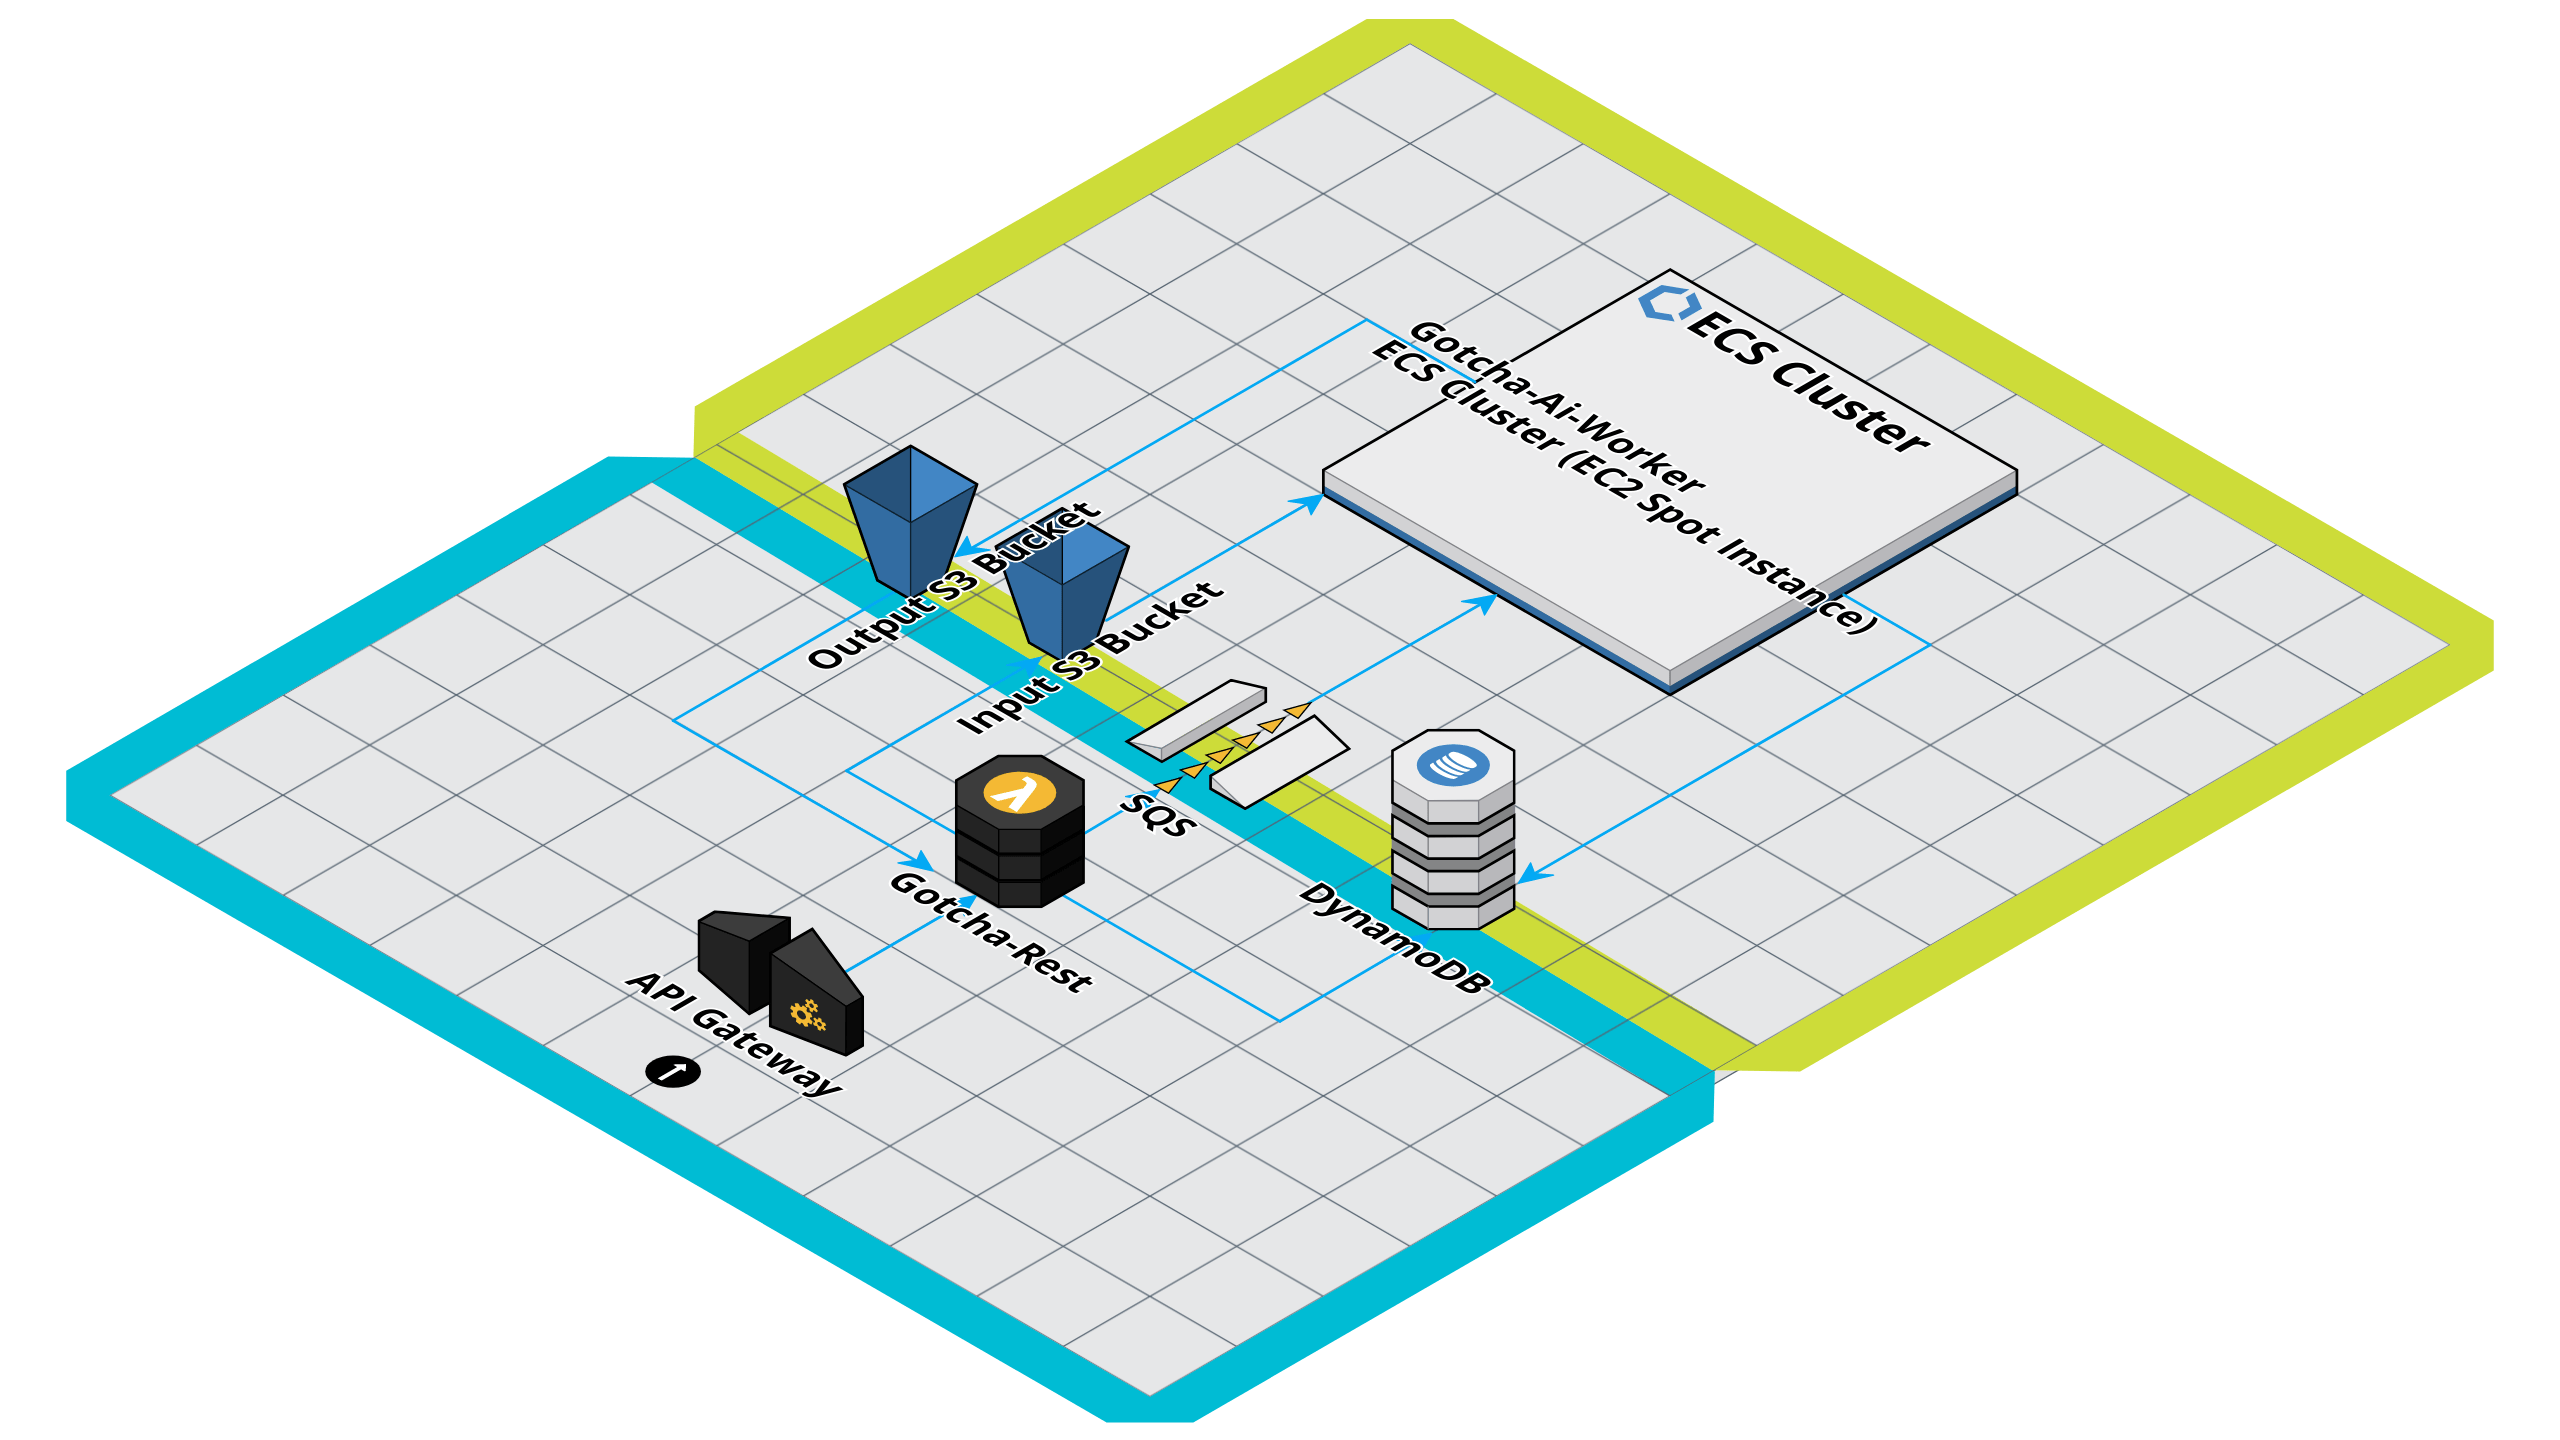 ECS Cluster
Gotcha-Ai-Worker
ECS Cluster (EC2 Spot Instance)
Output S3 Bucket
Input S3 Bucket
SQS
Gotcha-Rest
DynamoDB
API Gateway